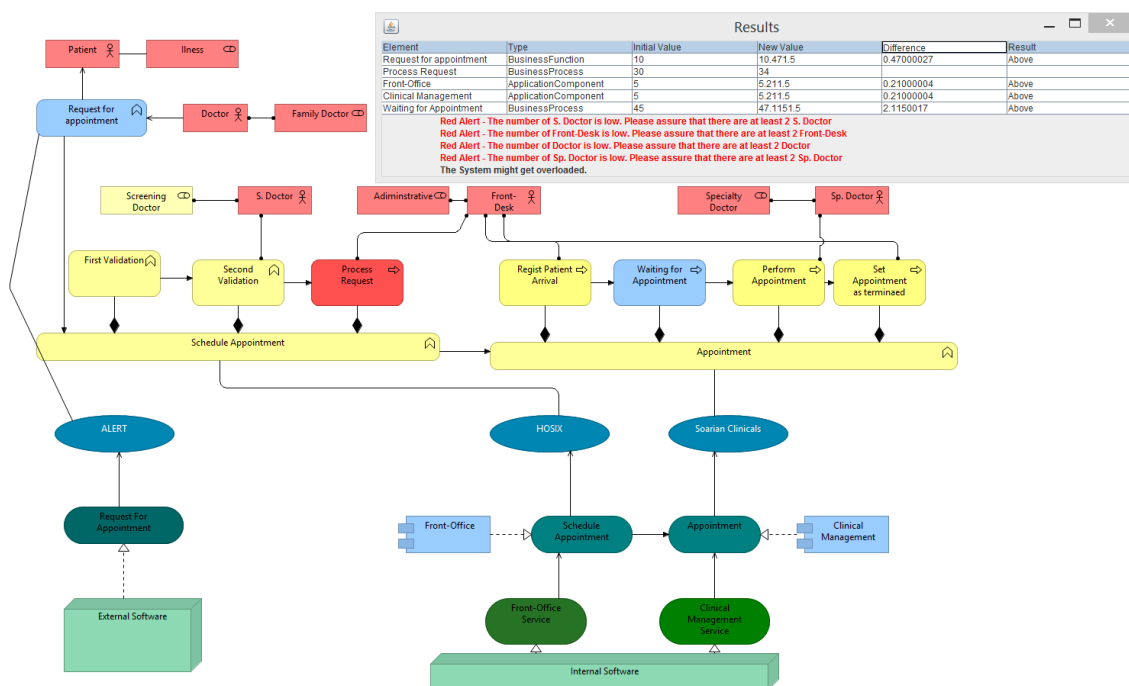 Results
Element Type Initial Value New Value Difference Result
Request for appointment BusinessFunction 10 10.471.5 0.47000027 Above
Process Request BusinessProcess 30 34
Front-Office ApplicationComponent 5 5.211.5 0.21000004 Above
Clinical Management ApplicationComponent 5 5.211.5 0.21000004 Above
Waiting for Appointment BusinessProcess 45 47.1151.5 2.1150017 Above
Red Alert - The number of S. Doctor is low. Please assure that there are at least 2 S. Doctor
Red Alert - The number of Front-Desk is low. Please assure that there are at least 2 Front-Desk
Red Alert - The number of Doctor is low. Please assure that there are at least 2 Doctor
Red Alert - The number of Sp. Doctor is low. Please assure that there are at least 2 Sp. Doctor
The System might get overloaded.
Patient
Ilness
Request for
appointment
Doctor
Family Doctor
Screening
Doctor
S. Doctor
Adiminstrative
Front-
Desk
Specialty
Doctor
Sp. Doctor
First Validation
Second
Validation
Process
Request
Regist Patient
Arrival
Waiting for
Appointment
Perform
Appointment
Set
Appointment
as terminaed
Schedule Appointment
Appointment
ALERT
HOSIX
Soarian Clinicals
Request For
Appointment
Front-Office
Schedule
Appointment
Appointment
Clinical
Management
External Software
Front-Office
Service
Clinical
Management
Service
Internal Software